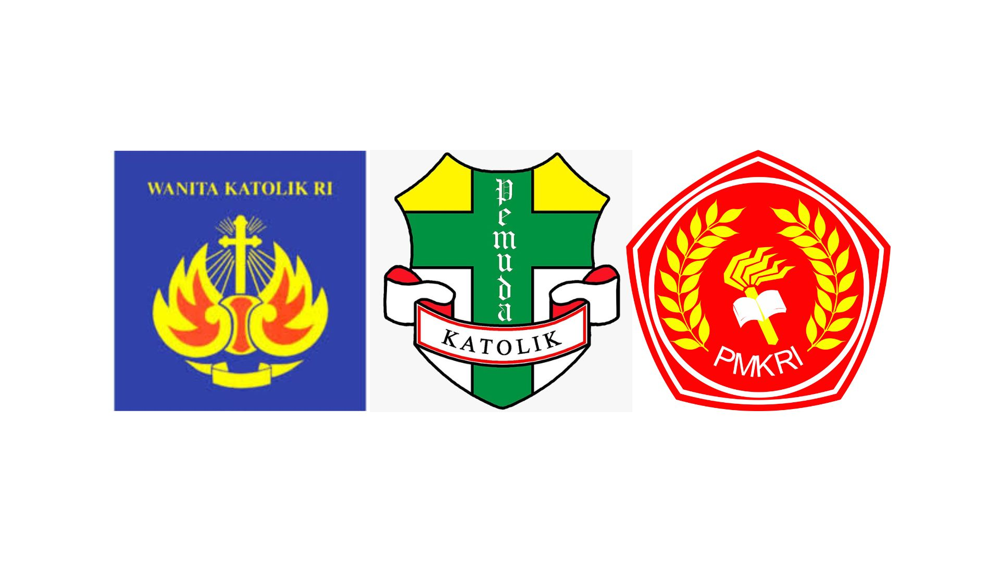 WANITA KATOLIK RI
Pemuda
KATOLIK
PMKRI